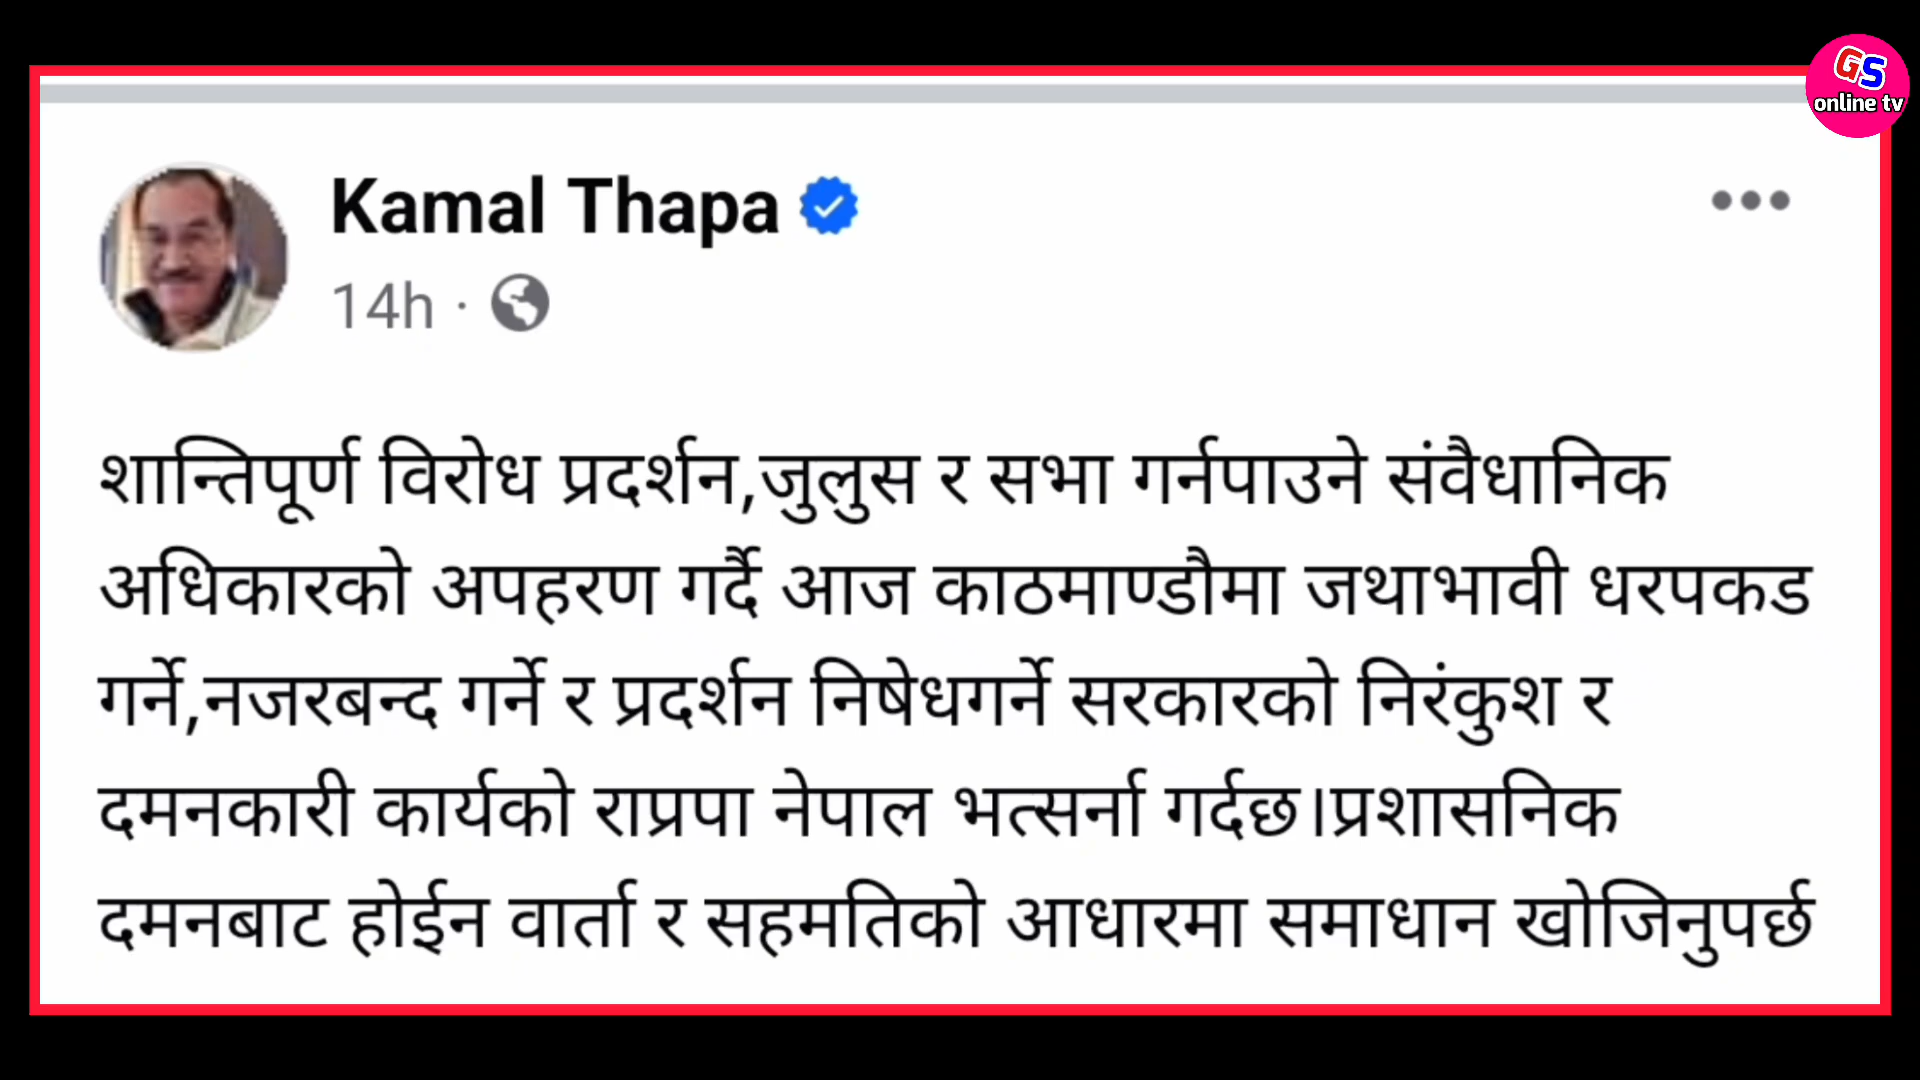 GS
online tv
Kamal Thapa
14h ·
शान्तिपूर्ण विरोध प्रदर्शन,जुलुस र सभा गर्नपाउने संवैधानिक
अधिकारको अपहरण गर्दै आज काठमाण्डौमा जथाभावी धरपकड
गर्ने,नजरबन्द गर्ने र प्रदर्शन निषेधगर्ने सरकारको निरंकुश र
दमनकारी कार्यको राप्रपा नेपाल भत्सर्ना गर्दछ।प्रशासनिक
दमनबाट होईन वार्ता र सहमतिको आधारमा समाधान खोजिनुपर्छ